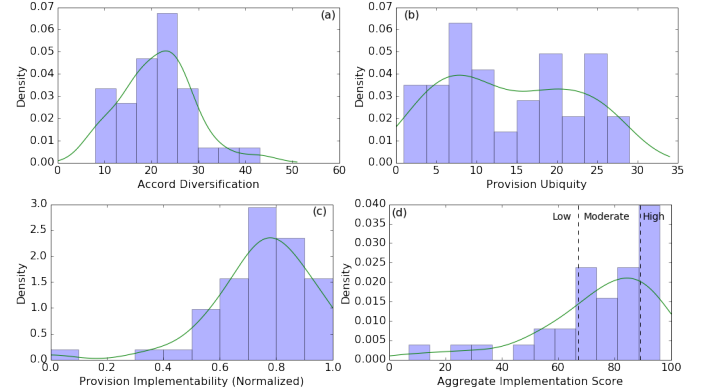 (a)
0.07
0.06
0.05
0.04
0.03
0.02
0.01
0.00
Density
0 10 20 30 40 50 60
Accord Diversification
(b)
0.07
0.06
0.05
0.04
0.03
0.02
0.01
0.00
Density
0 5 10 15 20 25 30 35
Provision Ubiquity
(c)
3.0
2.5
2.0
1.5
1.0
0.5
0.0
Density
0.0 0.2 0.4 0.6 0.8 1.0
Provision Implementability (Normalized)
(d)
Low Moderate High
0.040
0.035
0.030
0.025
0.020
0.015
0.010
0.005
0.000
Density
0 20 40 60 80 100
Aggregate Implementation Score